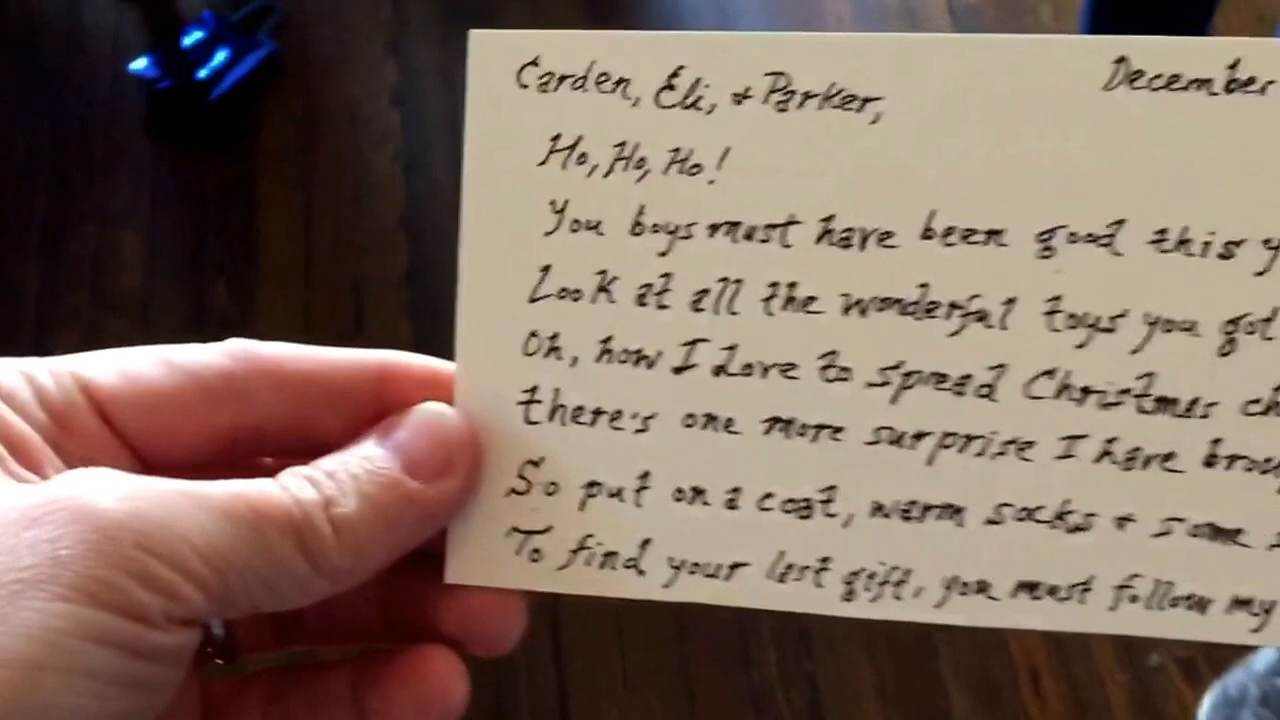 Carden, Eli, + Parker, December
Ho, Ho, Ho!
You boys must have been good this y
Look at all the wonderful toys you got
Oh, how I Love to spread Christmas ch
there's one more surprise I have brou
So put on a coat, warm socks + some s
To find your last gift, you must follow my